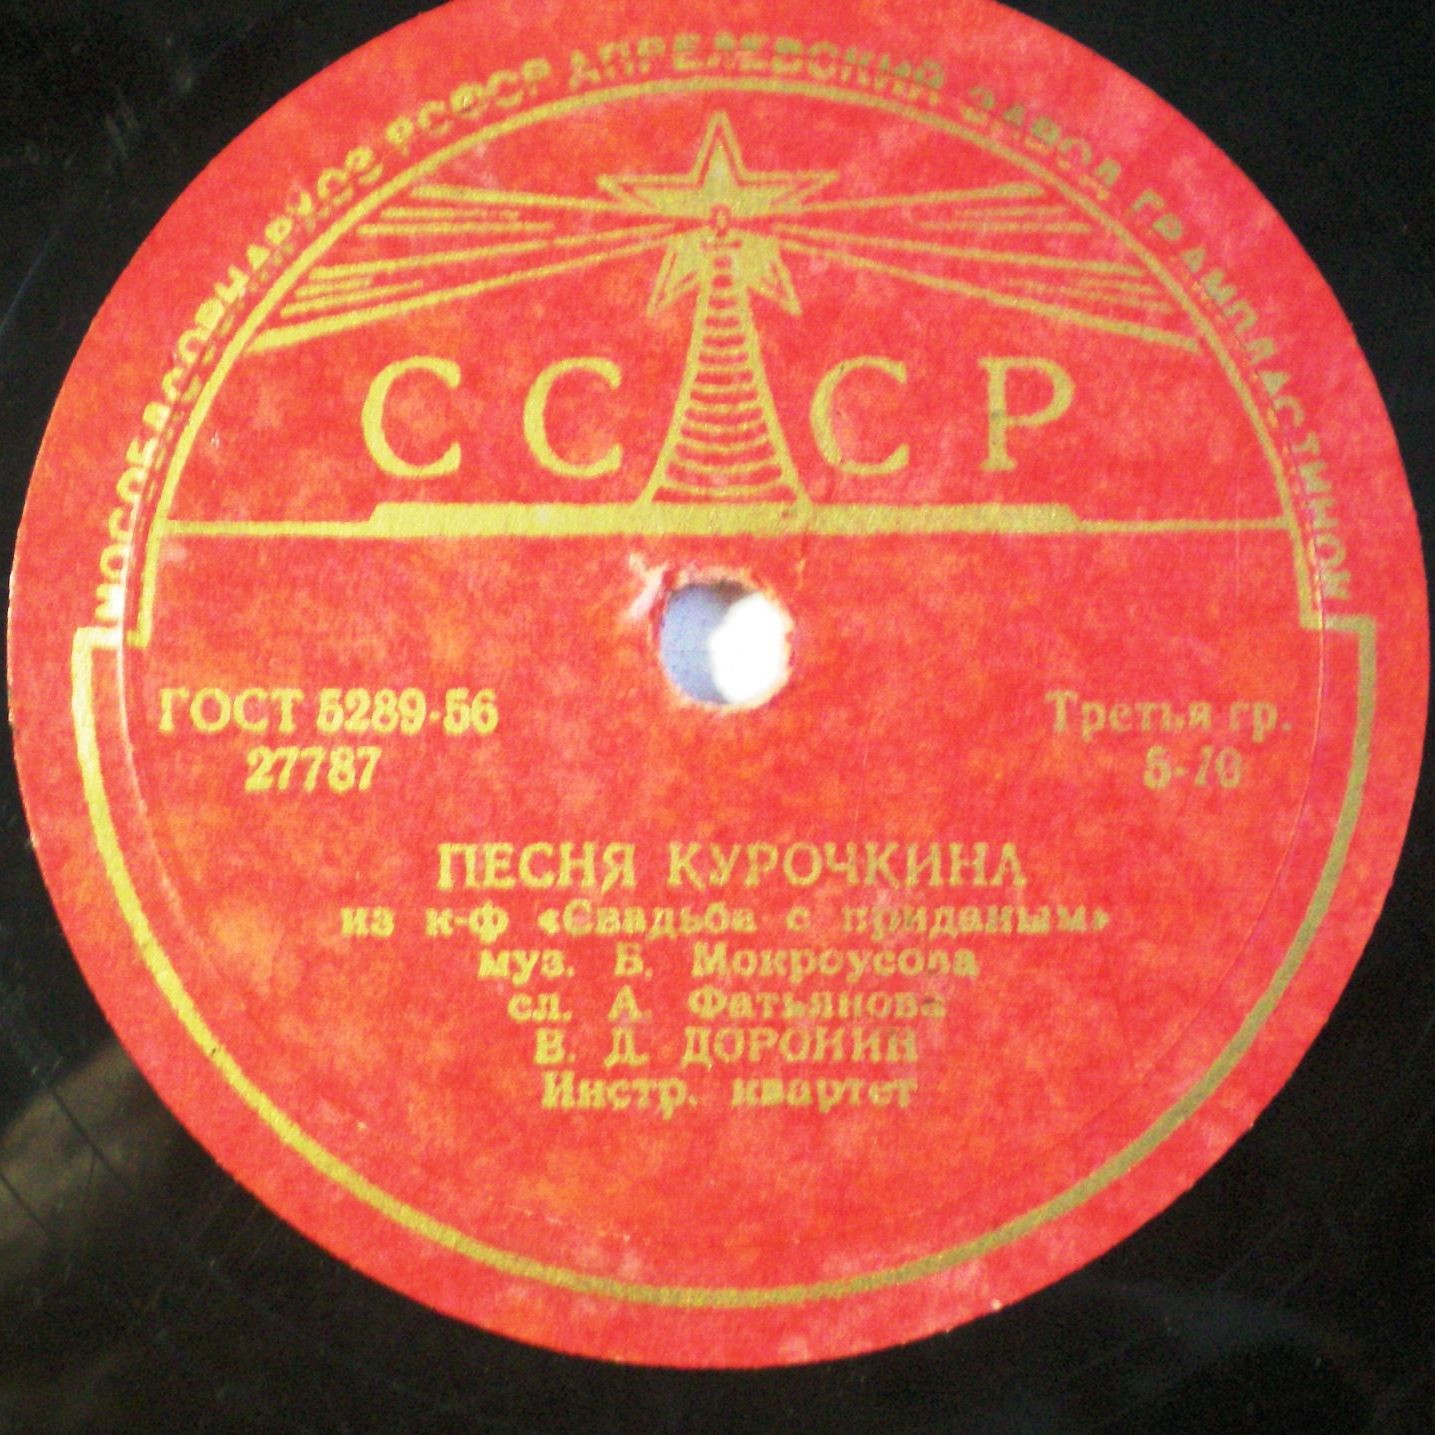 МОСОБЛСОВНАРХОЗ РСФСР АПРЕЛЕВСКИЙ ЗАВОД ГРАМПЛАСТИНОК
СССР
ГОСТ 5289-56
27787
Третья гр.
5-10
ПЕСНЯ КУРОЧКИНА
из к-ф «Свадьба с приданым»
муз. Б. Мокроусова
сл. А. Фатьянова
В. Д. ДОРОНИН
Инстр. квартет